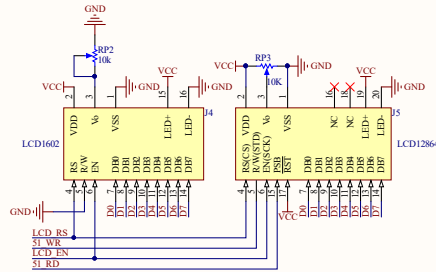 GND
RP2
10k
VCC
GND
VCC
GND
VCC
RP3
10K
GND
VCC
GND
2
3
1
15
16
2
3
1
16
18
19
20
J4
J5
VDD
Vo
VSS
LED+
LED-
VDD
Vo
VSS
NC
NC
LED+
LED-
LCD1602
LCD12864
RS
R/W
EN
DB0
DB1
DB2
DB3
DB4
DB5
DB6
DB7
RS(CS)
R/W(STD)
EN(SCK)
PSB
RST
DB0
DB1
DB2
DB3
DB4
DB5
DB6
DB7
4
5
6
7
8
9
10
11
12
13
14
4
5
6
15
17
7
8
9
10
11
12
13
14
D0
D1
D2
D3
D4
D5
D6
D7
VCC
D0
D1
D2
D3
D4
D5
D6
D7
GND
LCD_RS
51_WR
LCD_EN
51_RD